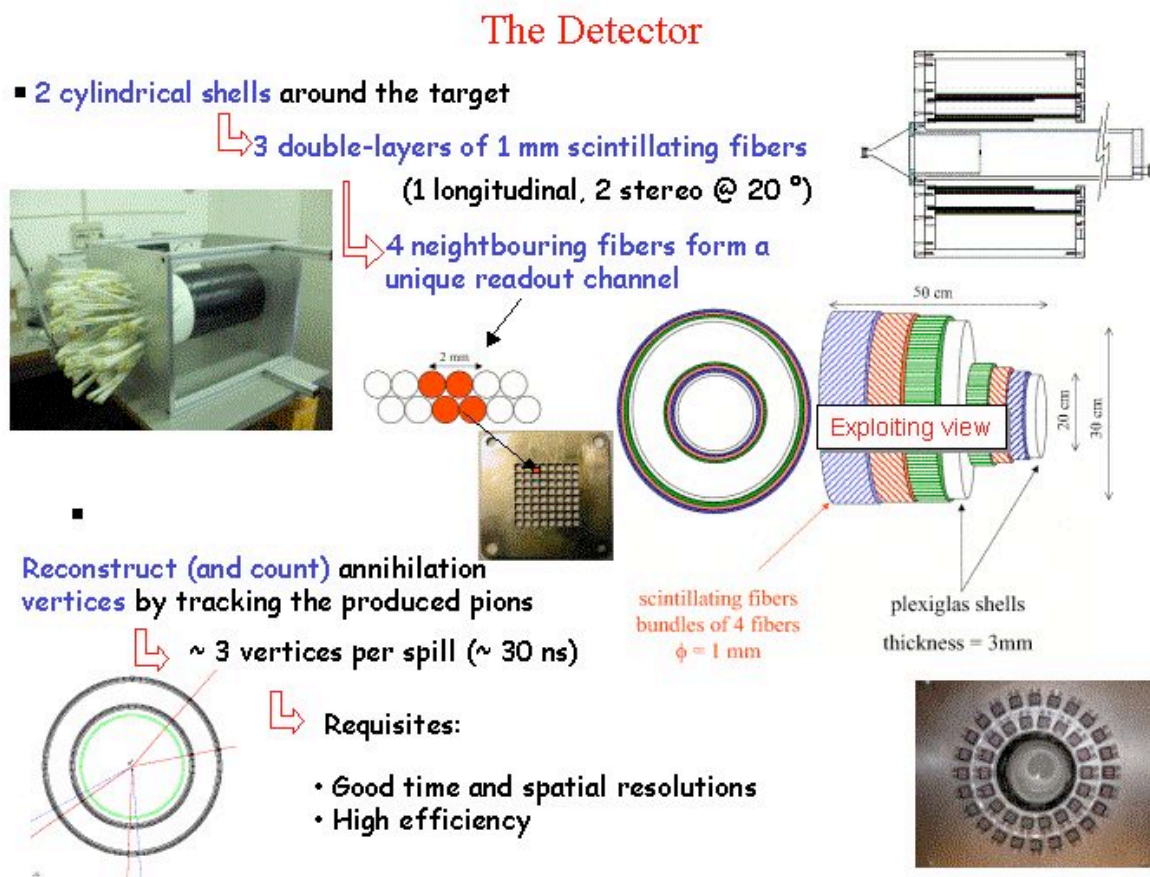 The Detector
2 cylindrical shells around the target
3 double-layers of 1 mm scintillating fibers
(1 longitudinal, 2 stereo @ 20 °)
4 neightbouring fibers form a
unique readout channel
2 mm
50 cm
Exploiting view
20 cm
30 cm
scintillating fibers
bundles of 4 fibers
ϕ = 1 mm
plexiglas shells
thickness = 3mm
Reconstruct (and count) annihilation
vertices by tracking the produced pions
~ 3 vertices per spill (~ 30 ns)
Requisites:
• Good time and spatial resolutions
• High efficiency